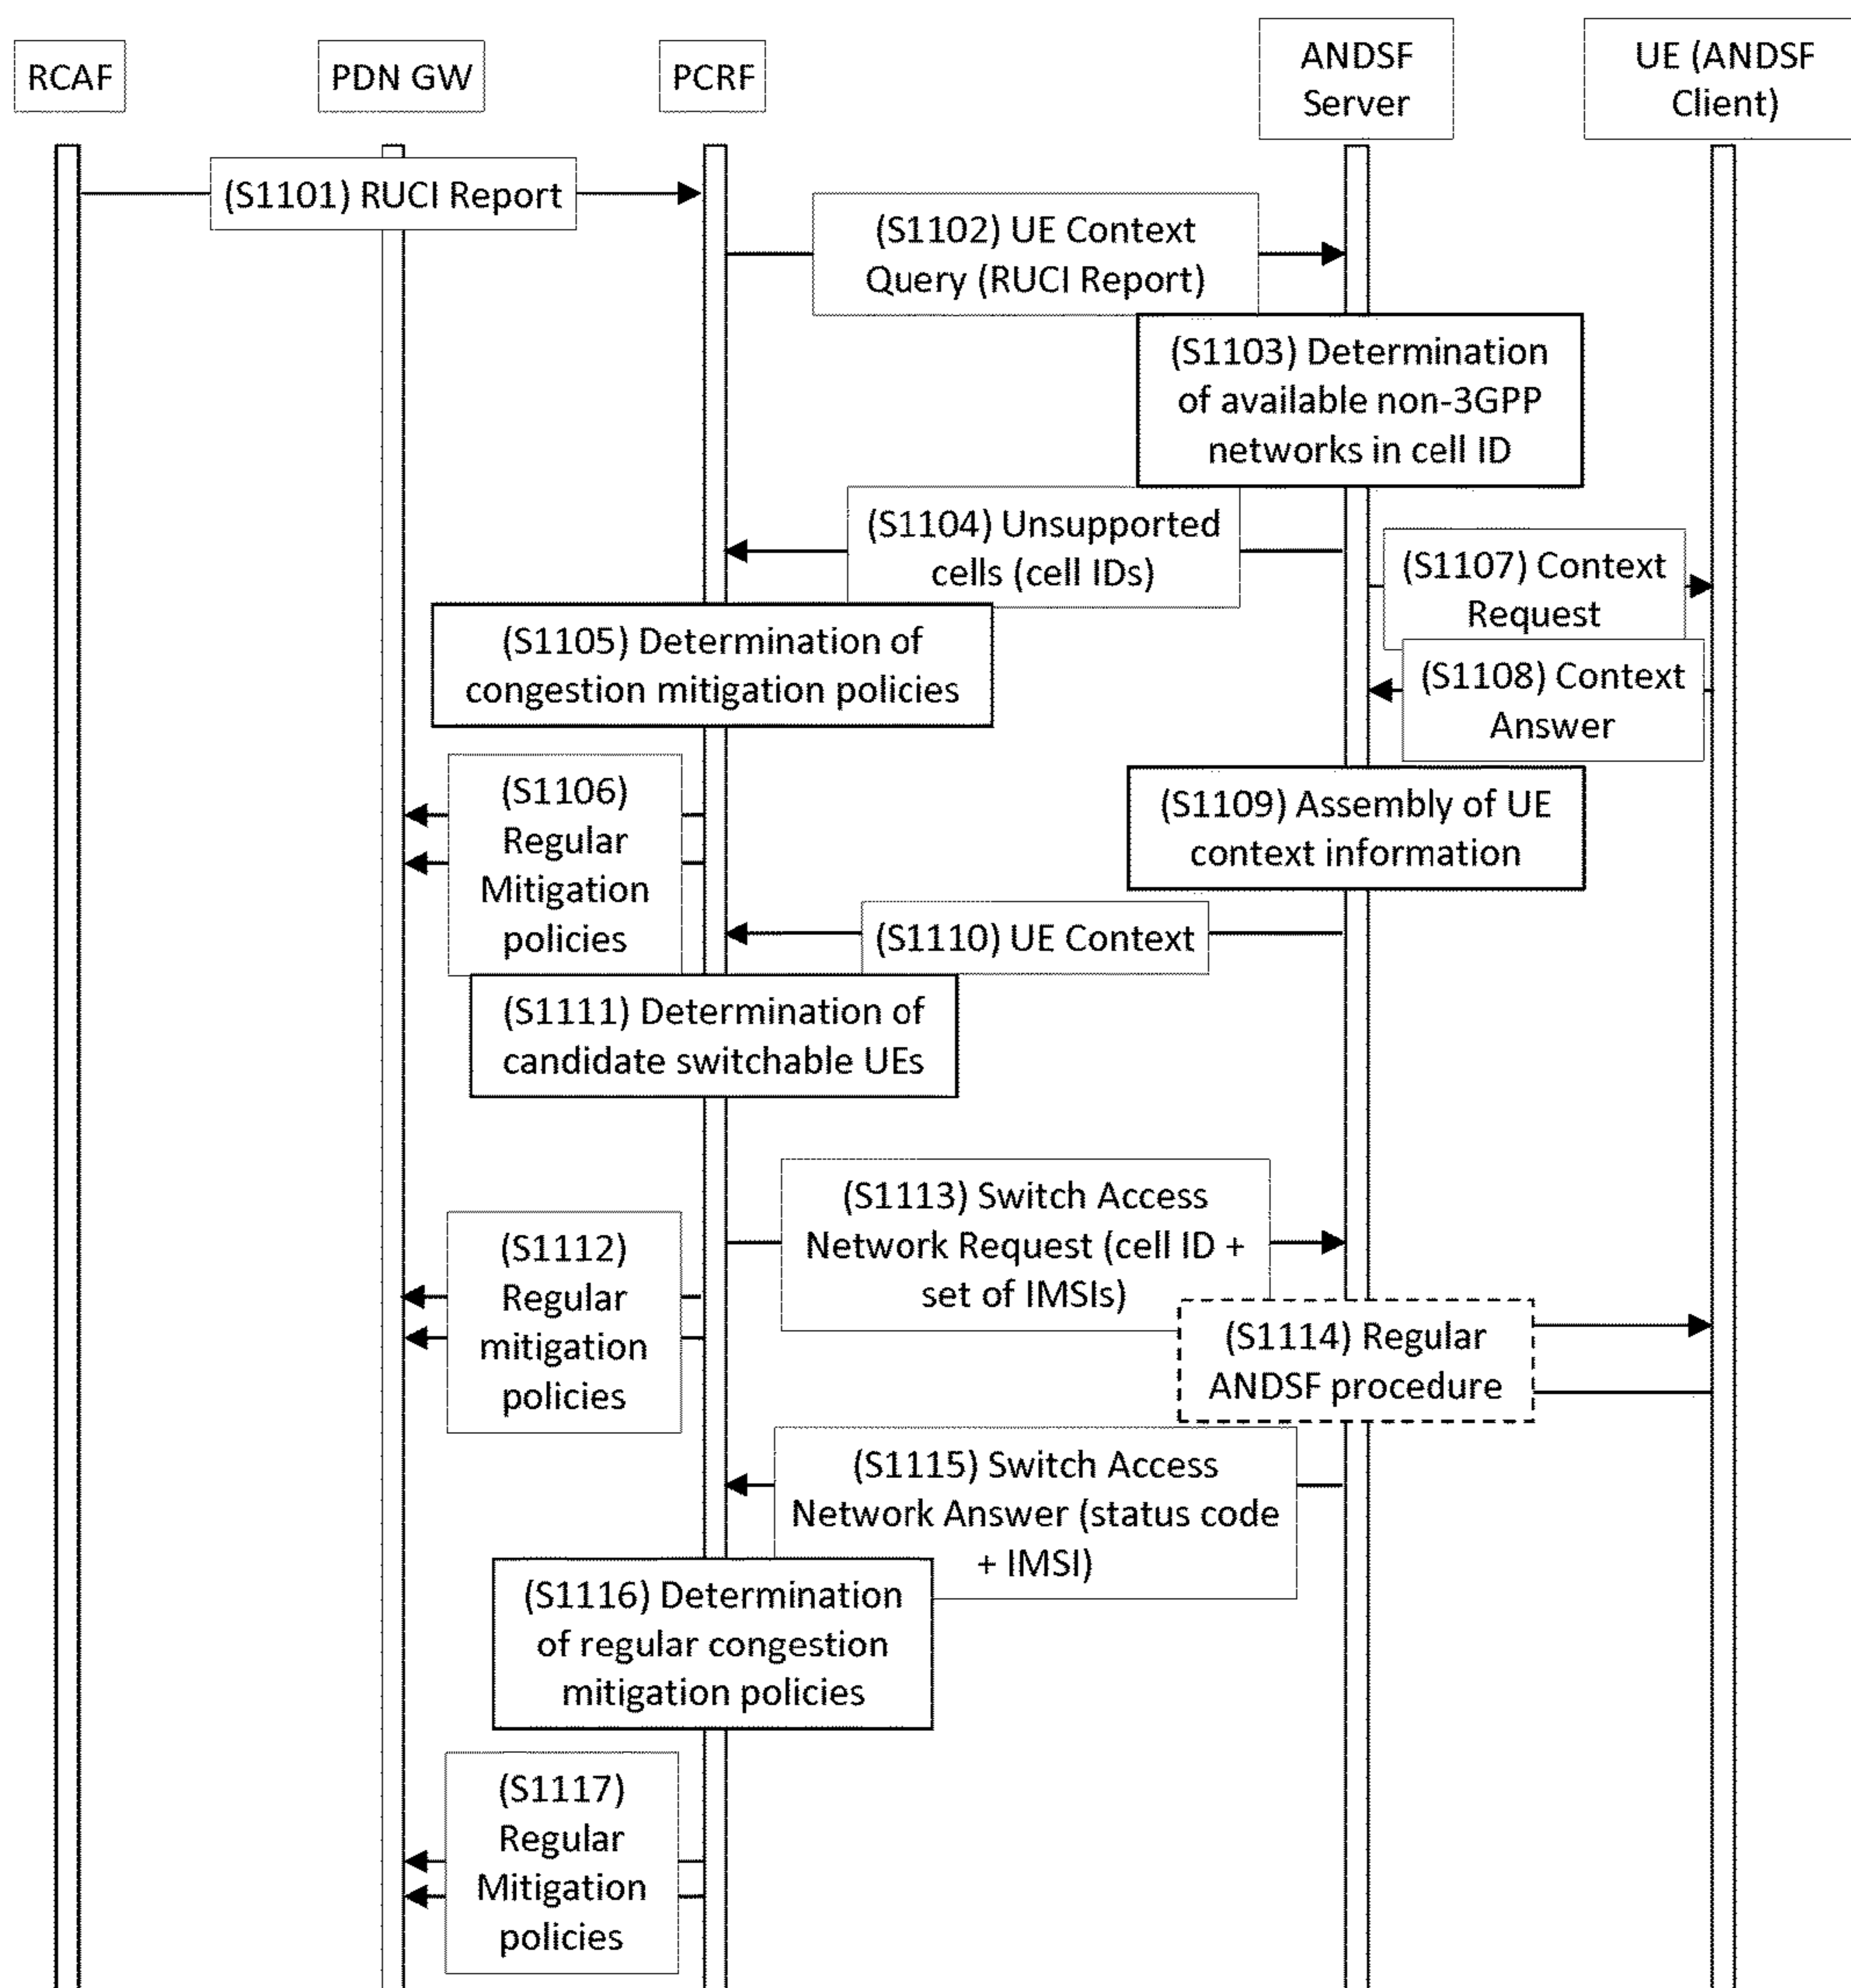 RCAF
PDN GW
PCRF
ANDSF
Server
UE (ANDSF
Client)
(S1101) RUCI Report
(S1102) UE Context
Query (RUCI Report)
(S1103) Determination
of available non-3GPP
networks in cell ID
(S1104) Unsupported
cells (cell IDs)
(S1107) Context
Request
(S1105) Determination of
congestion mitigation policies
(S1108) Context
Answer
(S1106)
Regular
Mitigation
policies
(S1109) Assembly of UE
context information
(S1110) UE Context
(S1111) Determination of
candidate switchable UEs
(S1113) Switch Access
Network Request (cell ID +
set of IMSIs)
(S1112)
Regular
mitigation
policies
(S1114) Regular
ANDSF procedure
(S1115) Switch Access
Network Answer (status code
+ IMSI)
(S1116) Determination
of regular congestion
mitigation policies
(S1117)
Regular
Mitigation
policies